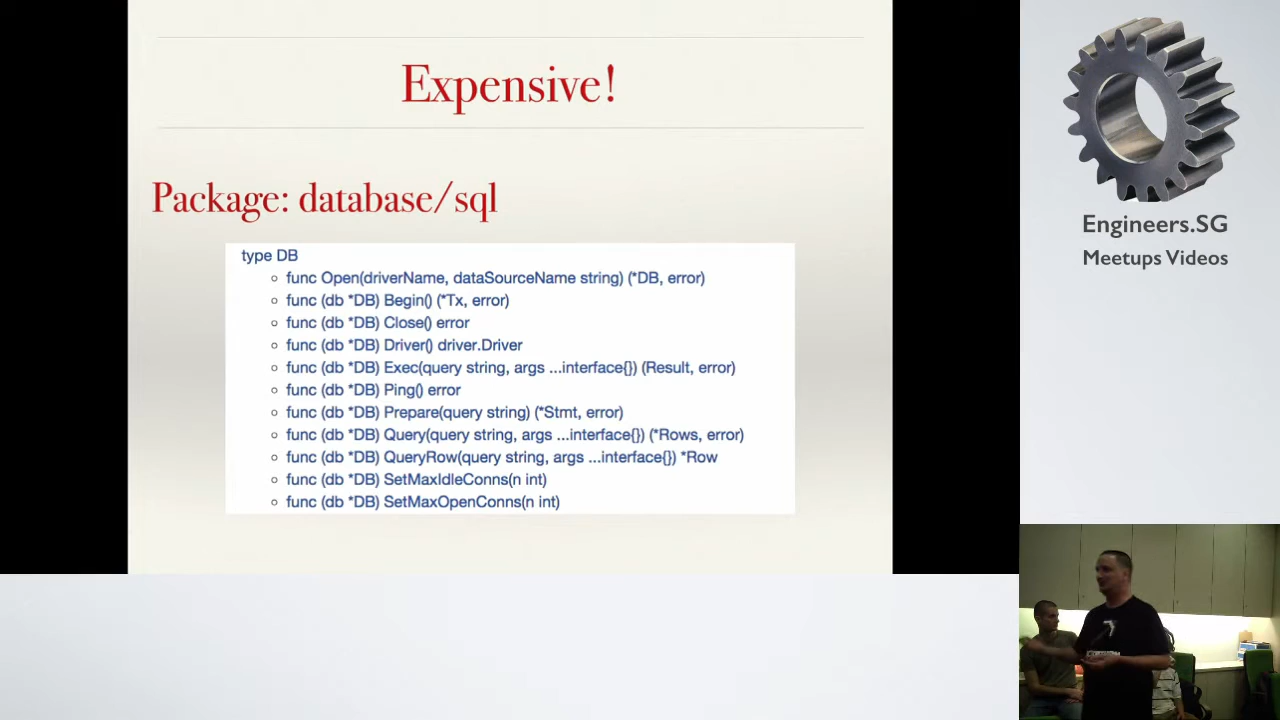 Expensive!
Package: database/sql
type DB
func Open(driverName, dataSourceName string) (*DB, error)
func (db *DB) Begin() (*Tx, error)
func (db *DB) Close() error
func (db *DB) Driver() driver.Driver
func (db *DB) Exec(query string, args ...interface{}) (Result, error)
func (db *DB) Ping() error
func (db *DB) Prepare(query string) (*Stmt, error)
func (db *DB) Query(query string, args ...interface{}) (*Rows, error)
func (db *DB) QueryRow(query string, args ...interface{}) *Row
func (db *DB) SetMaxIdleConns(n int)
func (db *DB) SetMaxOpenConns(n int)
Engineers.SG
Meetups Videos